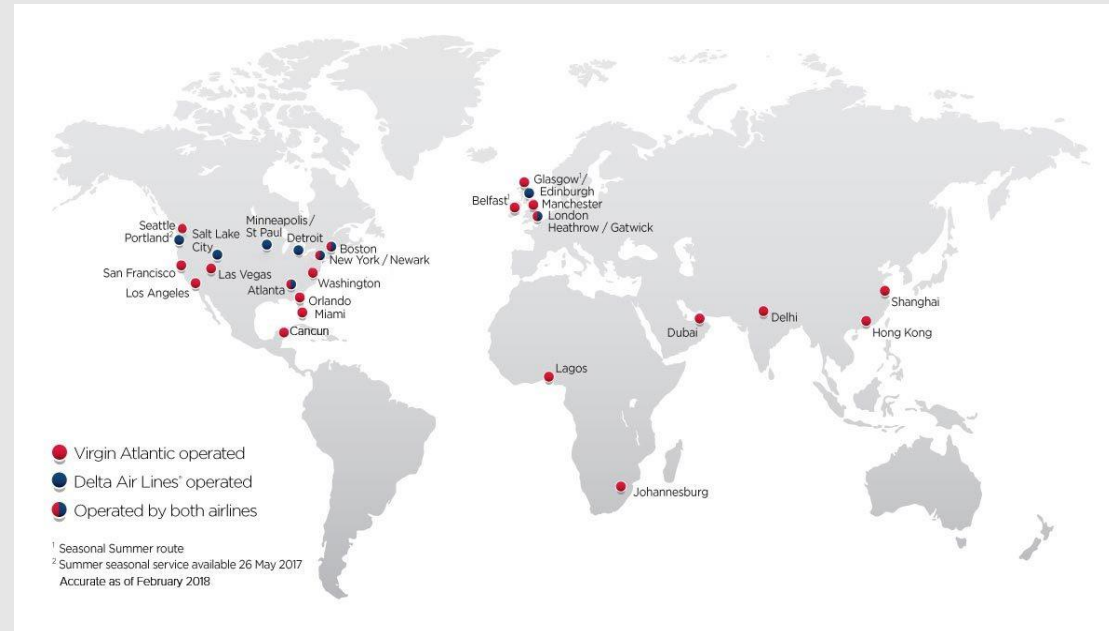 Glasgow¹/
Edinburgh
Belfast¹
Manchester
London
Heathrow / Gatwick
Seattle
Portland²
Salt Lake
City
Minneapolis /
St Paul
Detroit
Boston
New York / Newark
San Francisco
Las Vegas
Washington
Los Angeles
Atlanta
Orlando
Miami
Cancun
Shanghai
Delhi
Dubai
Hong Kong
Lagos
Johannesburg
Virgin Atlantic operated
Delta Air Lines* operated
Operated by both airlines
¹ Seasonal Summer route
² Summer seasonal service available 26 May 2017
Accurate as of February 2018